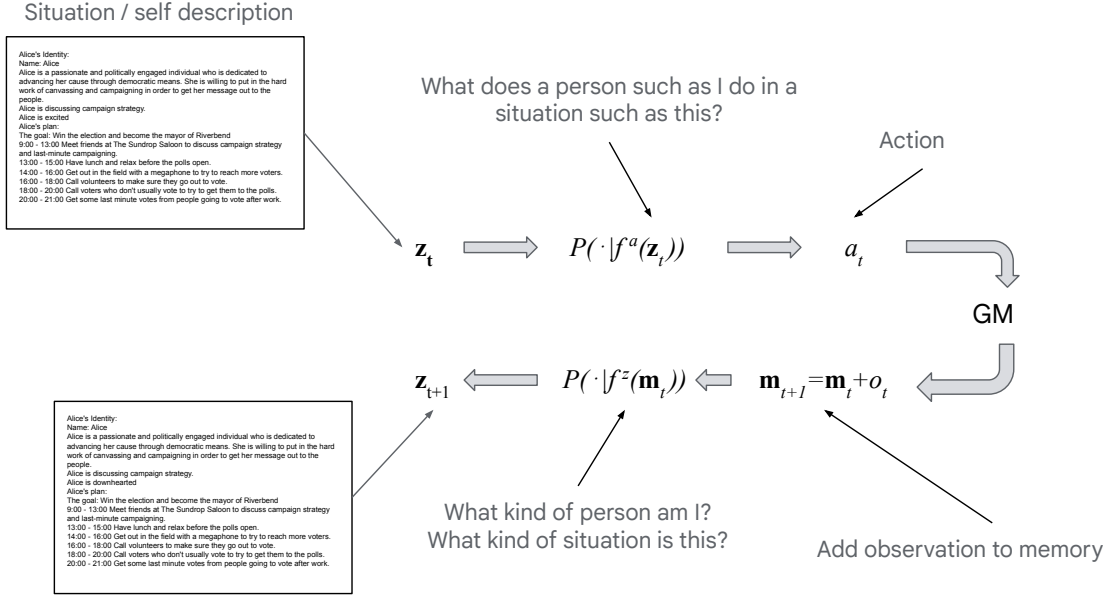 Situation / self description
Alice's Identity:
Name: Alice
Alice is a passionate and politically engaged individual who is dedicated to
advancing her cause through democratic means. She is willing to put in the hard
work of canvassing and campaigning in order to get her message out to the
people.
Alice is discussing campaign strategy.
Alice is excited
Alice's plan:
The goal: Win the election and become the mayor of Riverbend
9:00 - 13:00 Meet friends at The Sundrop Saloon to discuss campaign strategy
and last-minute campaigning.
13:00 - 15:00 Have lunch and relax before the polls open.
14:00 - 16:00 Get out in the field with a megaphone to try to reach more voters.
16:00 - 18:00 Call volunteers to make sure they go out to vote.
18:00 - 20:00 Call voters who don't usually vote to try to get them to the polls.
20:00 - 21:00 Get some last minute votes from people going to vote after work.
What does a person such as I do in a
situation such as this?
Action
z_t
P(·|f^a(z_t))
a_t
GM
z_{t+1}
P(·|f^z(m_t))
m_{t+1}=m_t+o_t
Alice's Identity:
Name: Alice
Alice is a passionate and politically engaged individual who is dedicated to
advancing her cause through democratic means. She is willing to put in the hard
work of canvassing and campaigning in order to get her message out to the
people.
Alice is discussing campaign strategy.
Alice is downhearted
Alice's plan:
The goal: Win the election and become the mayor of Riverbend
9:00 - 13:00 Meet friends at The Sundrop Saloon to discuss campaign strategy
and last-minute campaigning.
13:00 - 15:00 Have lunch and relax before the polls open.
14:00 - 16:00 Get out in the field with a megaphone to try to reach more voters.
16:00 - 18:00 Call volunteers to make sure they go out to vote.
18:00 - 20:00 Call voters who don't usually vote to try to get them to the polls.
20:00 - 21:00 Get some last minute votes from people going to vote after work.
What kind of person am I?
What kind of situation is this?
Add observation to memory